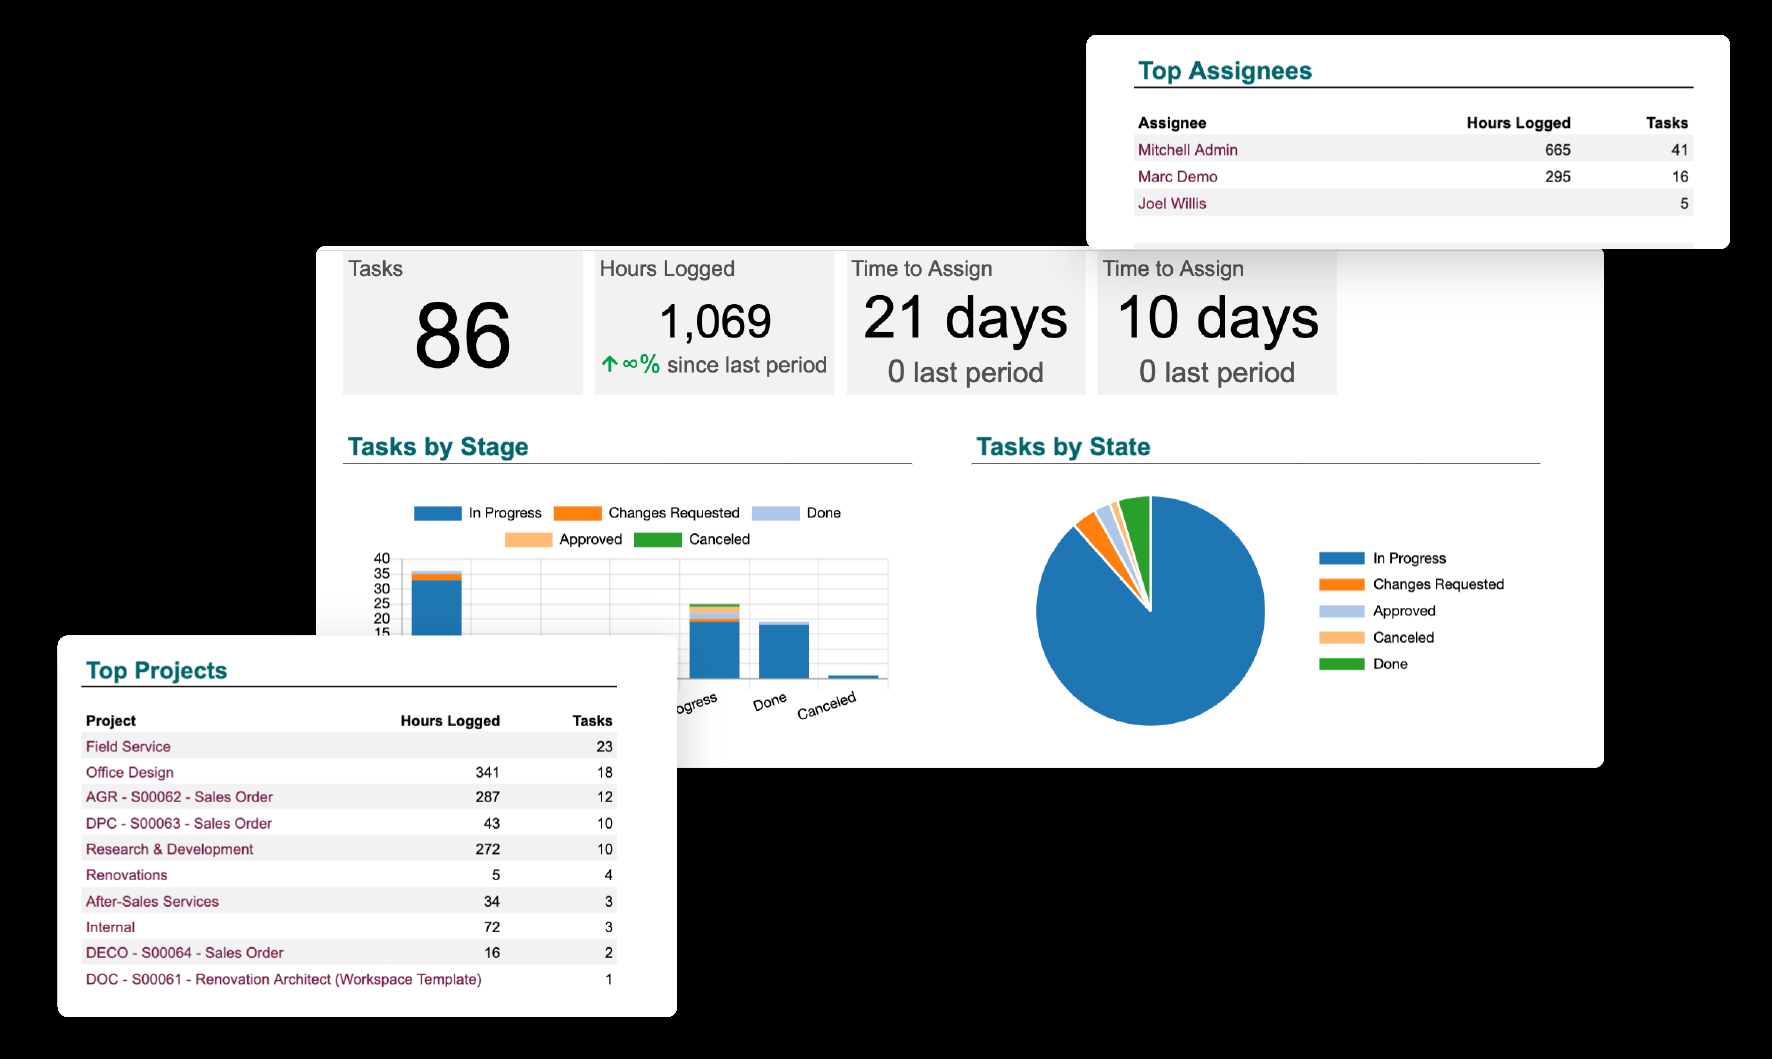 Top Assignees
Assignee Hours Logged Tasks
Mitchell Admin 665 41
Marc Demo 295 16
Joel Willis 5
Tasks
86
Hours Logged
1,069
↑ ∞% since last period
Time to Assign
21 days
0 last period
Time to Assign
10 days
0 last period
Tasks by Stage
In Progress Changes Requested Done
Approved Canceled
40
35
30
25
20
15
ogress Done Canceled
Tasks by State
In Progress
Changes Requested
Approved
Canceled
Done
Top Projects
Project Hours Logged Tasks
Field Service 23
Office Design 341 18
AGR - S00062 - Sales Order 287 12
DPC - S00063 - Sales Order 43 10
Research & Development 272 10
Renovations 5 4
After-Sales Services 34 3
Internal 72 3
DECO - S00064 - Sales Order 16 2
DOC - S00061 - Renovation Architect (Workspace Template) 1